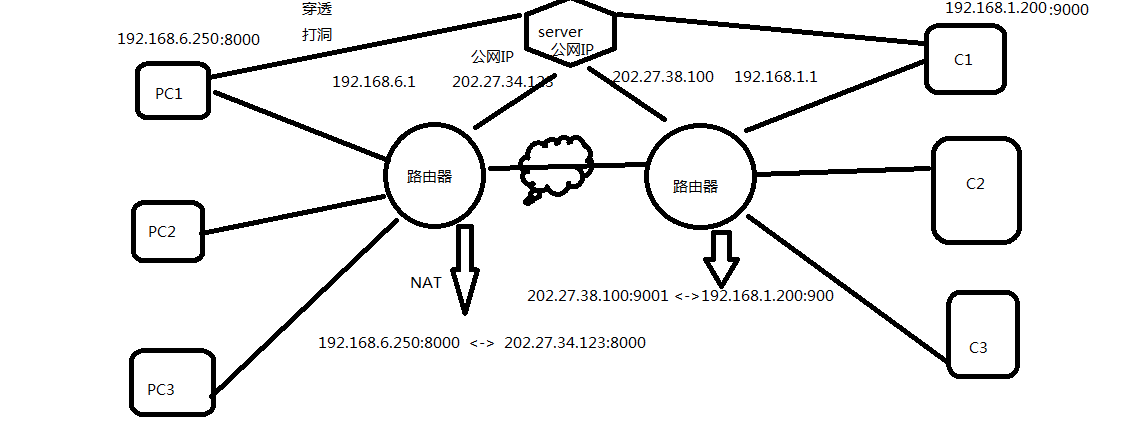 穿透
打洞
192.168.6.250:8000
192.168.1.200:9000
server
公网IP
公网IP
192.168.6.1
202.27.34.123
202.27.38.100
192.168.1.1
PC1
C1
路由器
路由器
C2
PC2
NAT
202.27.38.100:9001 <->192.168.1.200:900
192.168.6.250:8000 <-> 202.27.34.123:8000
C3
PC3